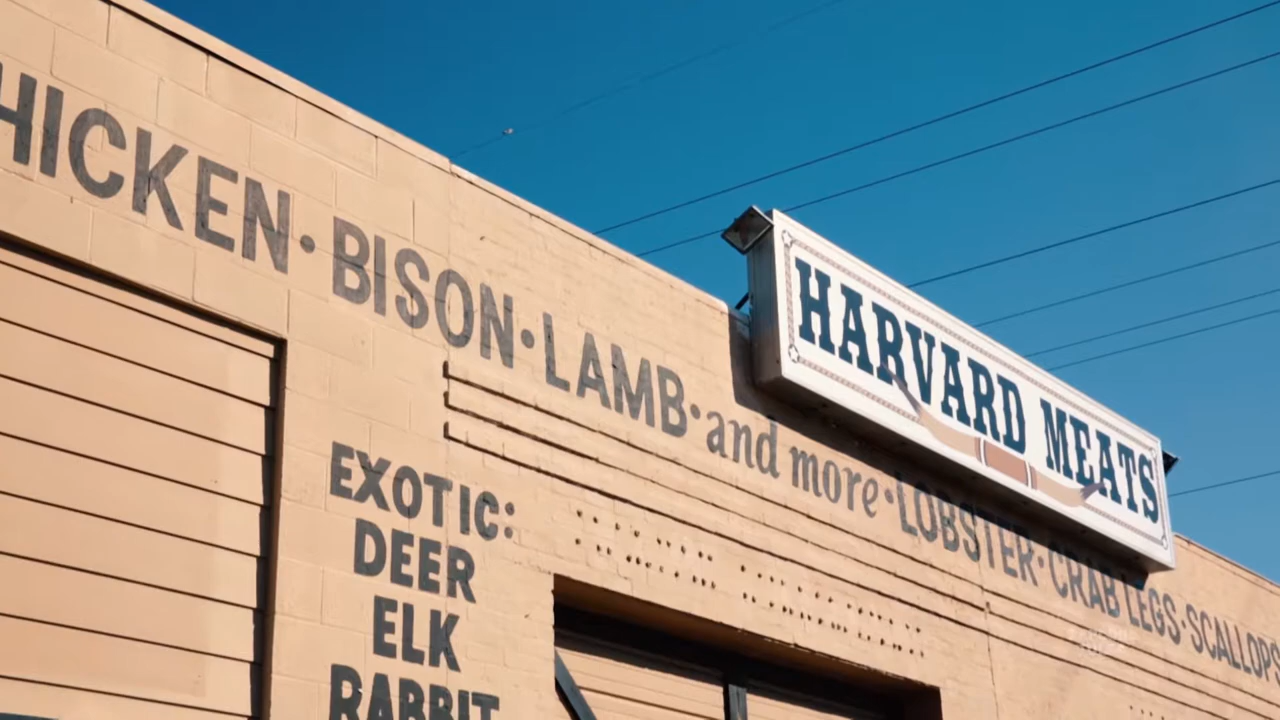 HICKEN · BISON · LAMB · and more · LOBSTER · CRAB LEGS · SCALLOPS
HARVARD MEATS
EXOTIC:
DEER
ELK
RABBIT